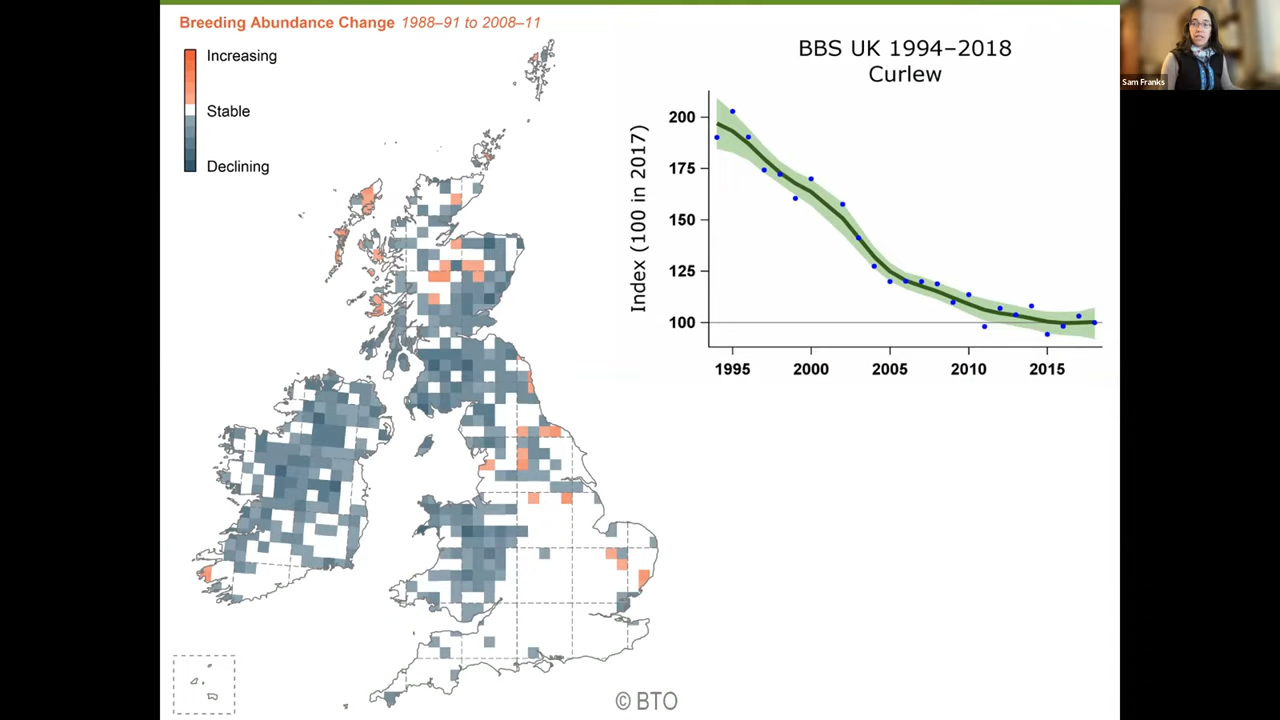 Breeding Abundance Change 1988–91 to 2008–11
Increasing
Stable
Declining
BBS UK 1994–2018
Curlew
Index (100 in 2017)
200
175
150
125
100
1995 2000 2005 2010 2015
© BTO
Sam Franks